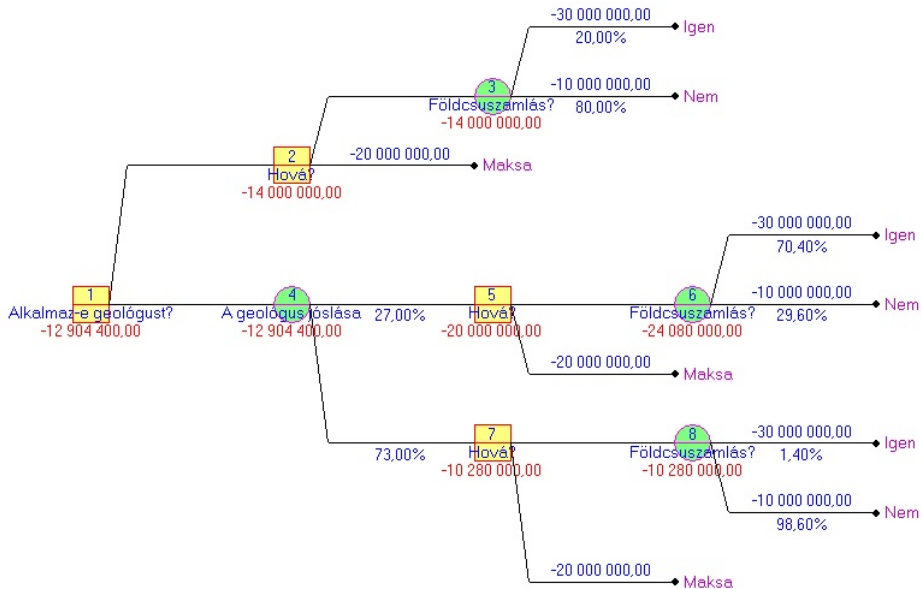 -30 000 000,00
20,00%
Igen
3
Földcsuszamlás?
-14 000 000,00
-10 000 000,00
80,00%
Nem
2
Hová?
-14 000 000,00
-20 000 000,00
Maksa
-30 000 000,00
70,40%
Igen
1
Alkalmaz-e geológust?
-12 904 400,00
4
A geológus jóslása
-12 904 400,00
27,00%
5
Hová?
-20 000 000,00
6
Földcsuszamlás?
-24 080 000,00
-10 000 000,00
29,60%
Nem
-20 000 000,00
Maksa
73,00%
7
Hová?
-10 280 000,00
8
Földcsuszamlás?
-10 280 000,00
-30 000 000,00
1,40%
Igen
-10 000 000,00
98,60%
Nem
-20 000 000,00
Maksa